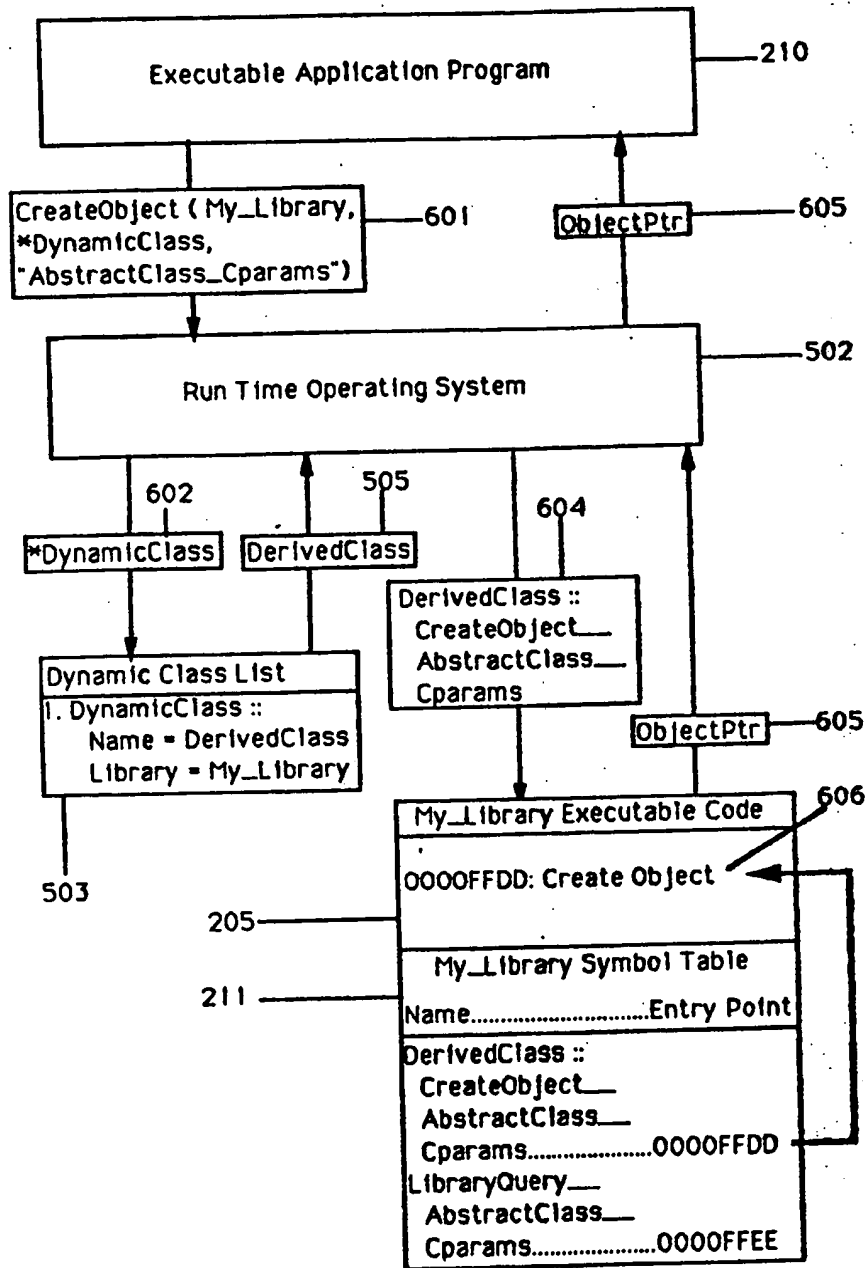 Executable Application Program
210
CreateObject ( My_Library,
*DynamicClass,
"AbstractClass_Cparams")
601
ObjectPtr
605
Run Time Operating System
502
602
*DynamicClass
505
DerivedClass
604
DerivedClass ::
CreateObject__
AbstractClass__
Cparams
Dynamic Class List
1. DynamicClass ::
Name = DerivedClass
Library = My_Library
503
ObjectPtr
605
My_Library Executable Code
606
0000FFDD: Create Object
205
My_Library Symbol Table
211
Name..............................Entry Point
DerivedClass ::
CreateObject__
AbstractClass__
Cparams.....................0000FFDD
LibraryQuery__
AbstractClass__
Cparams.....................0000FFEE